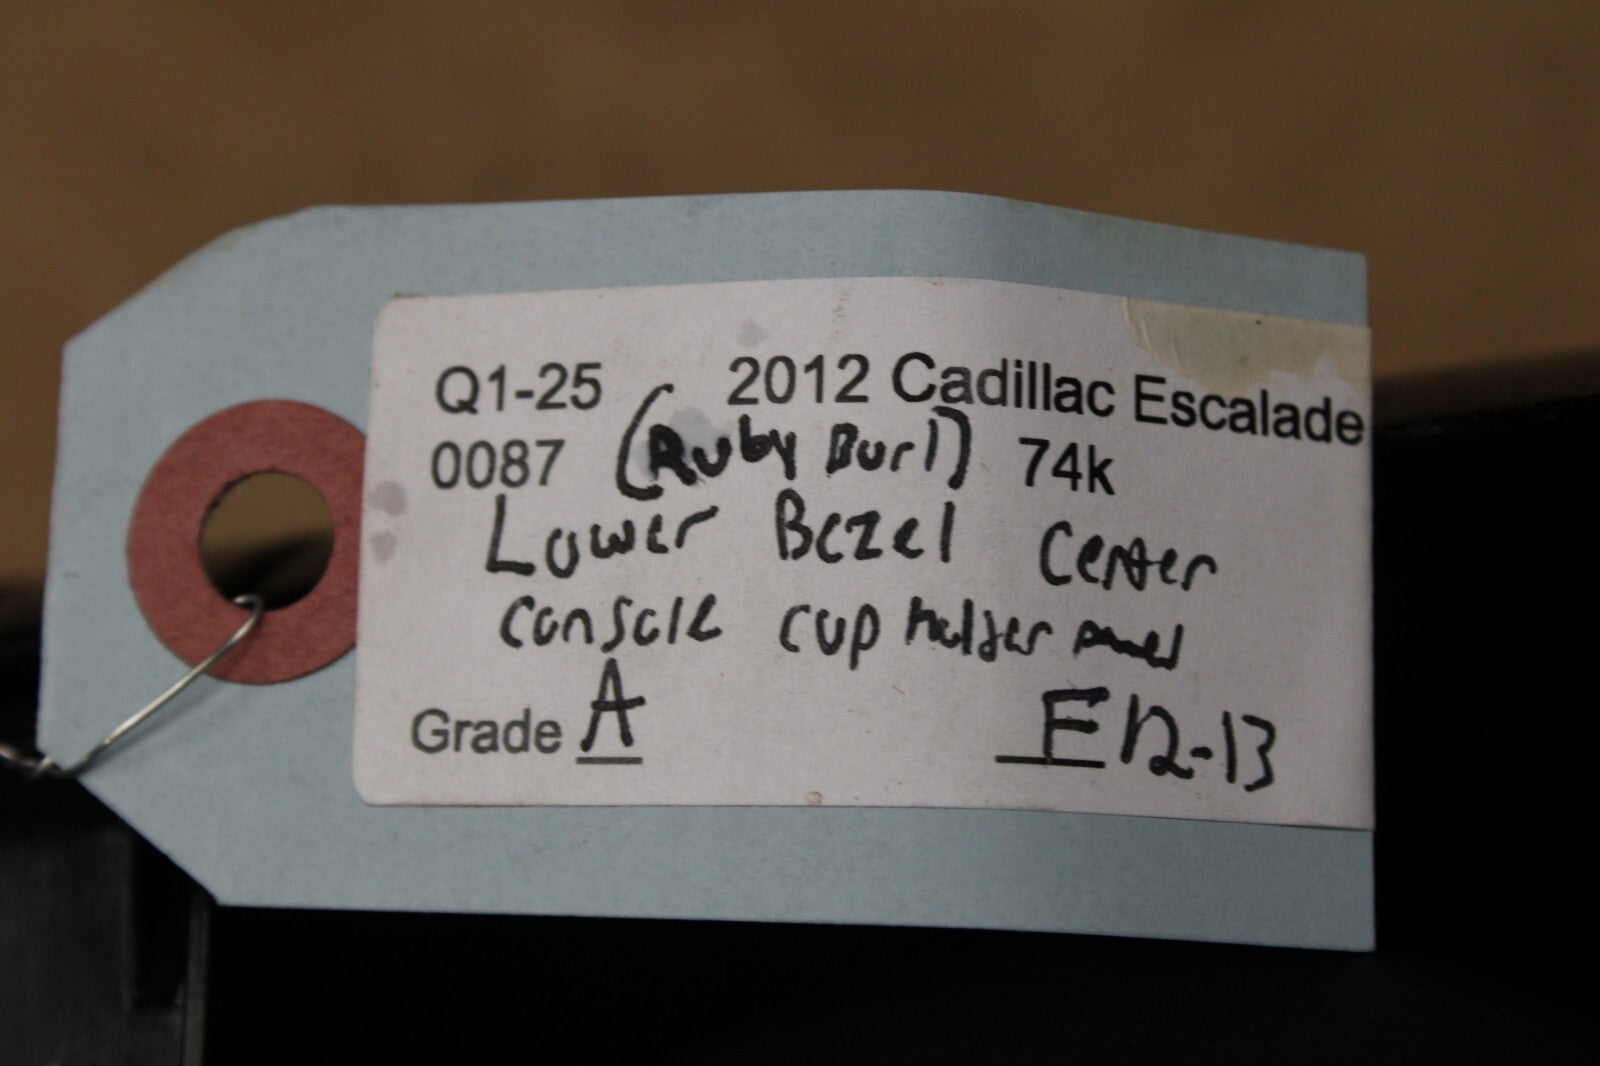 Q1-25 2012 Cadillac Escalade
0087 (Ruby Burl) 74k
Lower Bezel Center
console cup holder panel
Grade A E12-13